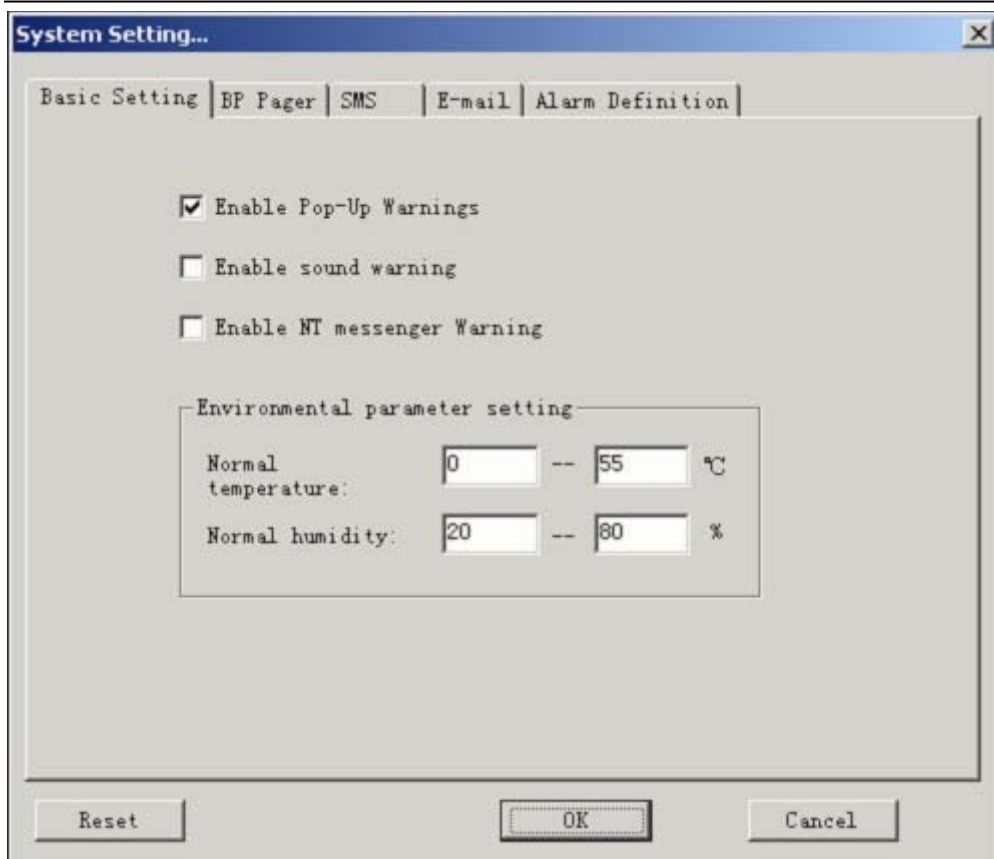 System Setting...
Basic Setting BP Pager SMS E-mail Alarm Definition
Enable Pop-Up Warnings
Enable sound warning
Enable NT messenger Warning
Environmental parameter setting
Normal temperature: 0 -- 55 ℃
Normal humidity: 20 -- 80 %
Reset OK Cancel